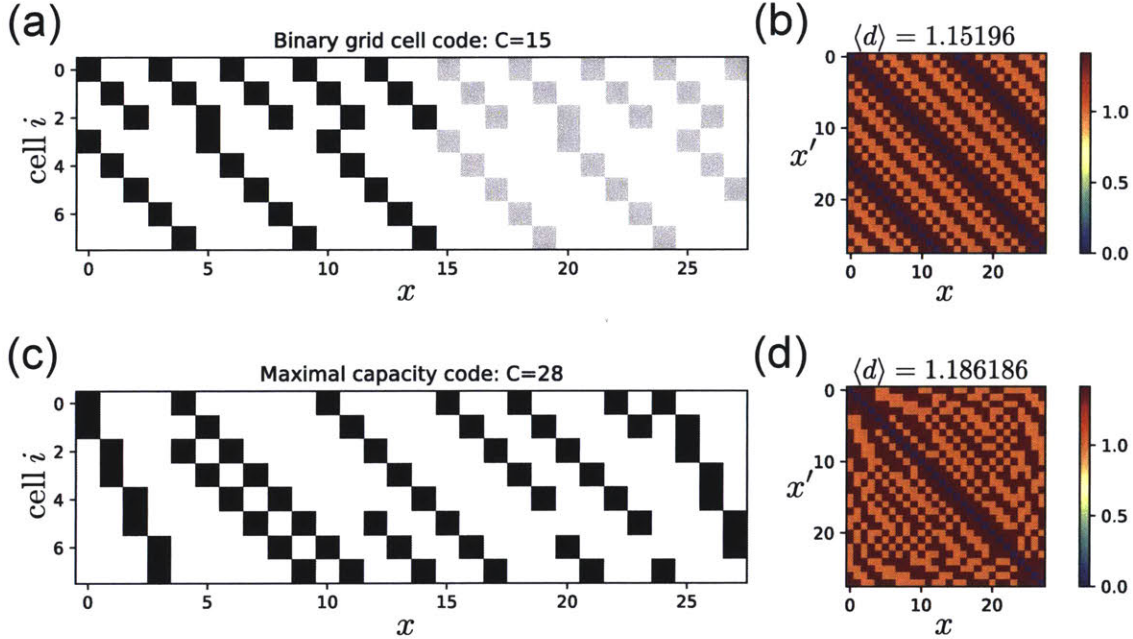 (a)
Binary grid cell code: C=15
cell i
0
2
4
6
0 5 10 15 20 25
x
(b)
⟨d⟩ = 1.15196
x′
0
10
20
0 10 20
x
1.0
0.5
0.0
(c)
Maximal capacity code: C=28
cell i
0
2
4
6
0 5 10 15 20 25
x
(d)
⟨d⟩ = 1.186186
x′
0
10
20
0 10 20
x
1.0
0.5
0.0